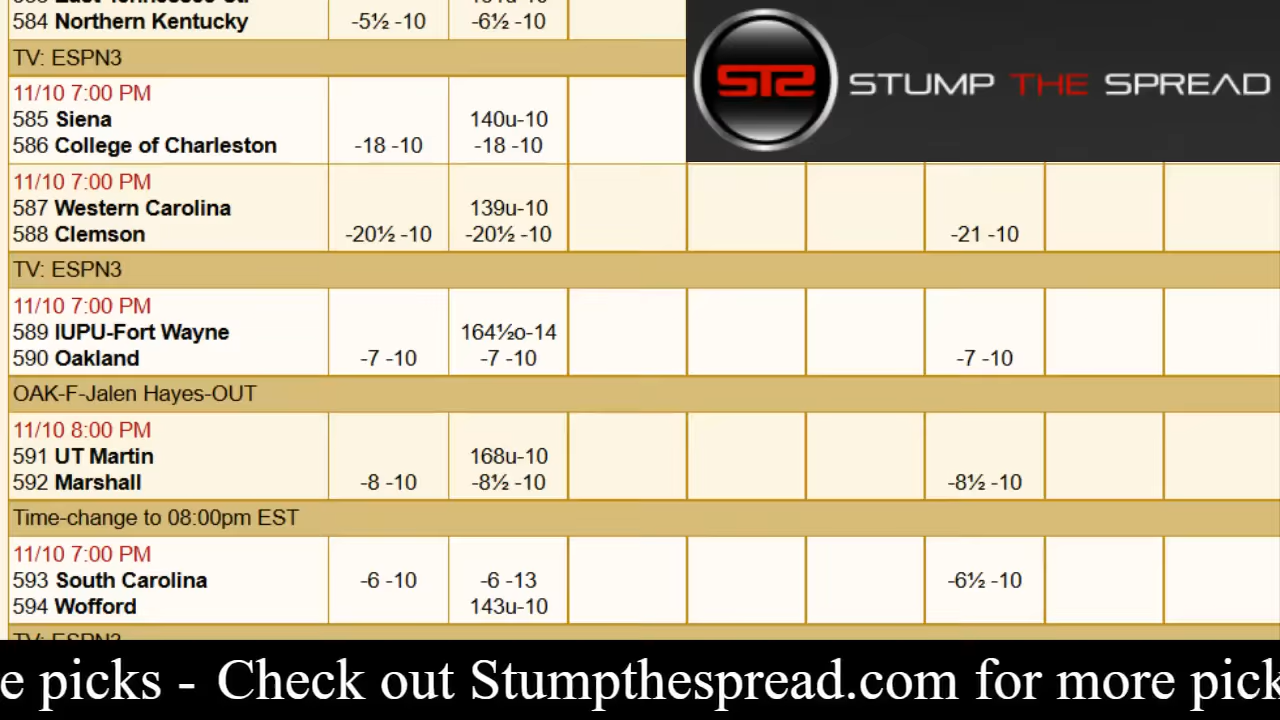 584 Northern Kentucky -5½ -10 -6½ -10
TV: ESPN3
STS STUMP THE SPREAD
11/10 7:00 PM
585 Siena 140u-10
586 College of Charleston -18 -10 -18 -10
11/10 7:00 PM
587 Western Carolina 139u-10
588 Clemson -20½ -10 -20½ -10 -21 -10
TV: ESPN3
11/10 7:00 PM
589 IUPU-Fort Wayne 164½o-14
590 Oakland -7 -10 -7 -10 -7 -10
OAK-F-Jalen Hayes-OUT
11/10 8:00 PM
591 UT Martin 168u-10
592 Marshall -8 -10 -8½ -10 -8½ -10
Time-change to 08:00pm EST
11/10 7:00 PM
593 South Carolina -6 -10 -6 -13 -6½ -10
594 Wofford 143u-10
TV: ESPN3
e picks - Check out Stumpthespread.com for more pick